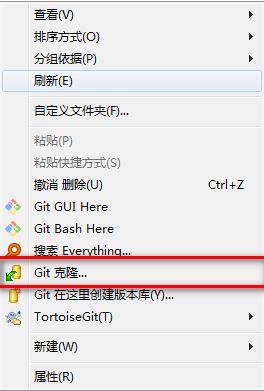 查看(V)
排序方式(O)
分组依据(P)
刷新(E)
自定义文件夹(F)...
粘贴(P)
粘贴快捷方式(S)
撤消 删除(U) Ctrl+Z
Git GUI Here
Git Bash Here
搜索 Everything...
Git 克隆...
Git 在这里创建版本库(Y)...
TortoiseGit(T)
新建(W)
属性(R)